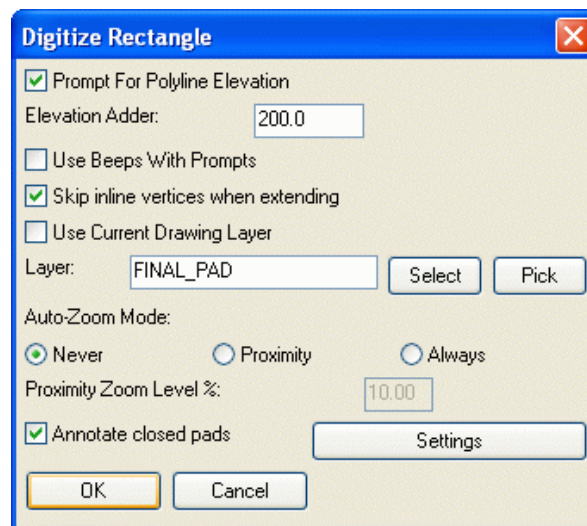 Digitize Rectangle
Prompt For Polyline Elevation
Elevation Adder: 200.0
Use Beeps With Prompts
Skip inline vertices when extending
Use Current Drawing Layer
Layer: FINAL_PAD Select Pick
Auto-Zoom Mode:
Never Proximity Always
Proximity Zoom Level %: 10.00
Annotate closed pads Settings
OK Cancel